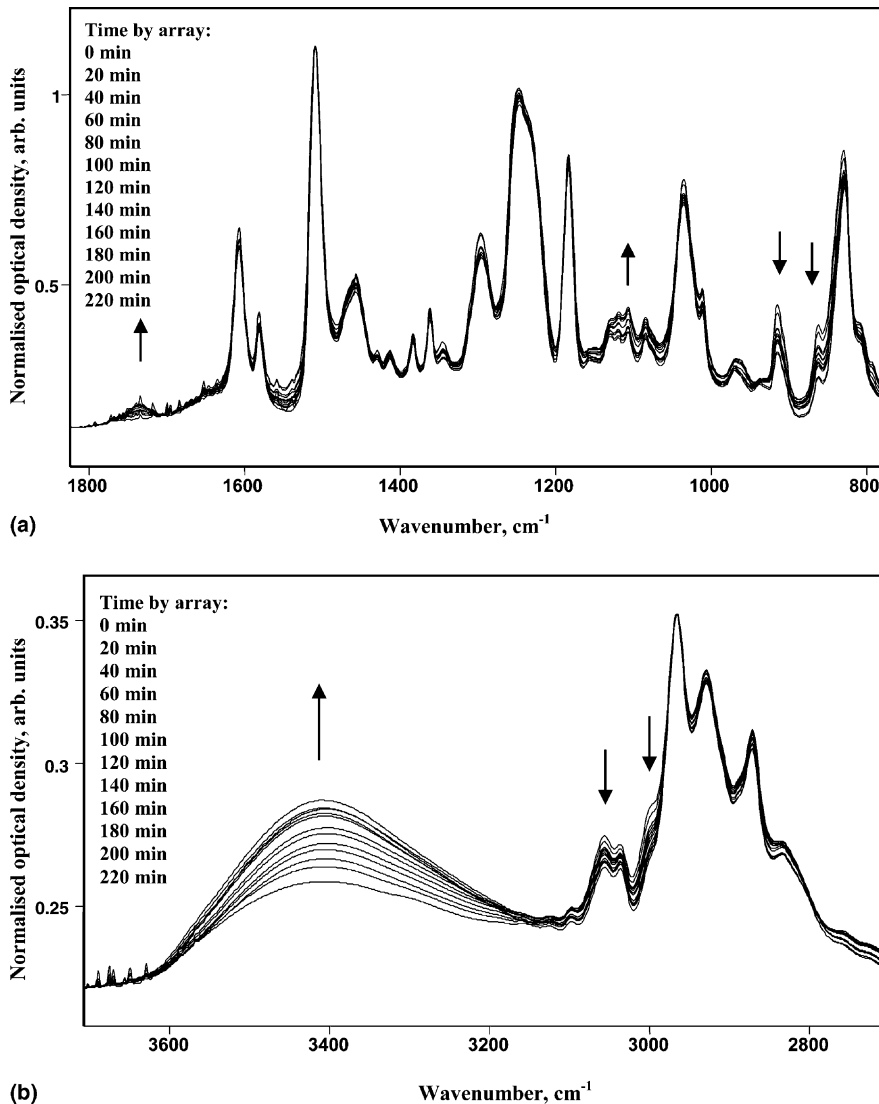 Time by array:
0 min
20 min
40 min
60 min
80 min
100 min
120 min
140 min
160 min
180 min
200 min
220 min
1
0.5
Normalised optical density, arb. units
1800 1600 1400 1200 1000 800
Wavenumber, cm-1
(a)
Time by array:
0 min
20 min
40 min
60 min
80 min
100 min
120 min
140 min
160 min
180 min
200 min
220 min
0.35
0.3
0.25
Normalised optical density, arb. units
3600 3400 3200 3000 2800
Wavenumber, cm-1
(b)